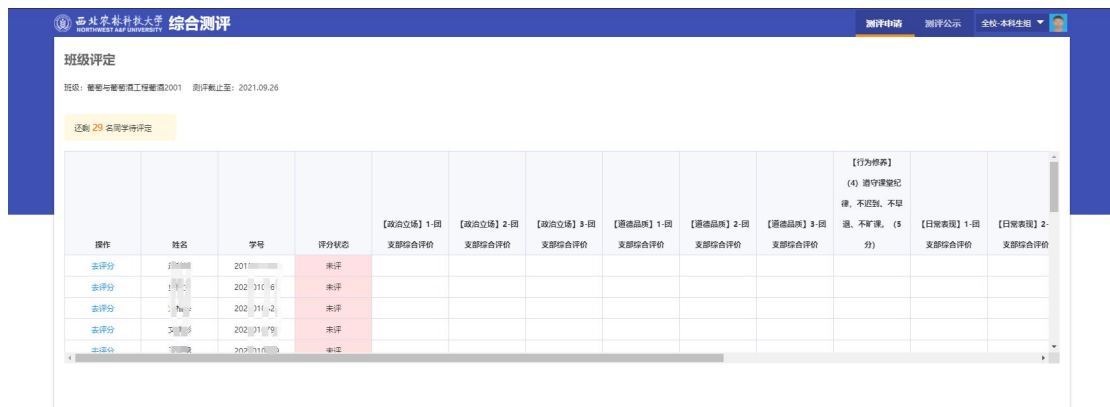 西北农林科技大学 综合测评
NORTHWEST A&F UNIVERSITY
测评申请 测评公示 全校-本科生组
班级评定
班级：葡萄与葡萄酒工程葡酒2001 测评截止至：2021.09.26
还剩 29 名同学待评定
操作 姓名 学号 评分状态 【政治立场】1-团支部综合评价 【政治立场】2-团支部综合评价 【政治立场】3-团支部综合评价 【道德品质】1-团支部综合评价 【道德品质】2-团支部综合评价 【道德品质】3-团支部综合评价 【行为修养】（4）遵守课堂纪律、不迟到、不早退、不旷课。（5分） 【日常表现】1-团支部综合评价 【日常表现】2-支部综合评价
去评分 未评
去评分 未评
去评分 未评
去评分 未评
去评分 未评